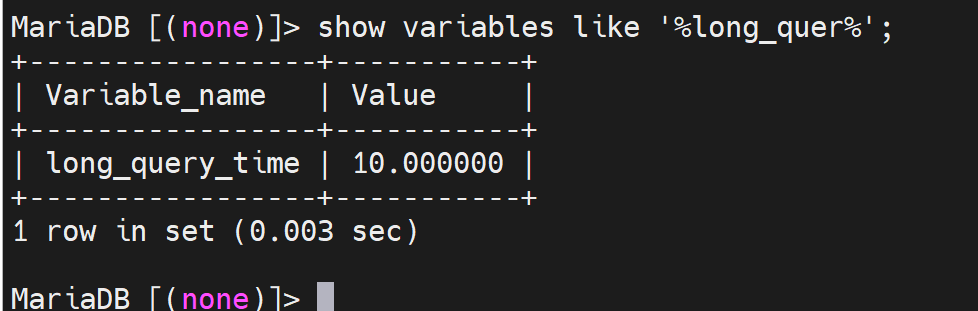 MariaDB [(none)]> show variables like '%long_quer%';
+-----------------+-----------+
| Variable_name   | Value     |
+-----------------+-----------+
| long_query_time | 10.000000 |
+-----------------+-----------+
1 row in set (0.003 sec)
MariaDB [(none)]>